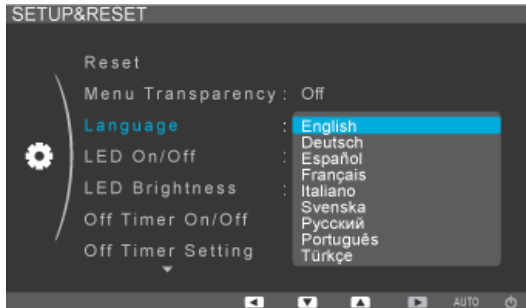 SETUP&RESET
Reset
Menu Transparency : Off
Language : English
Deutsch
LED On/Off :
Español
Français
LED Brightness :
Italiano
Svenska
Off Timer On/Off
Русский
Português
Off Timer Setting
Türkçe
AUTO